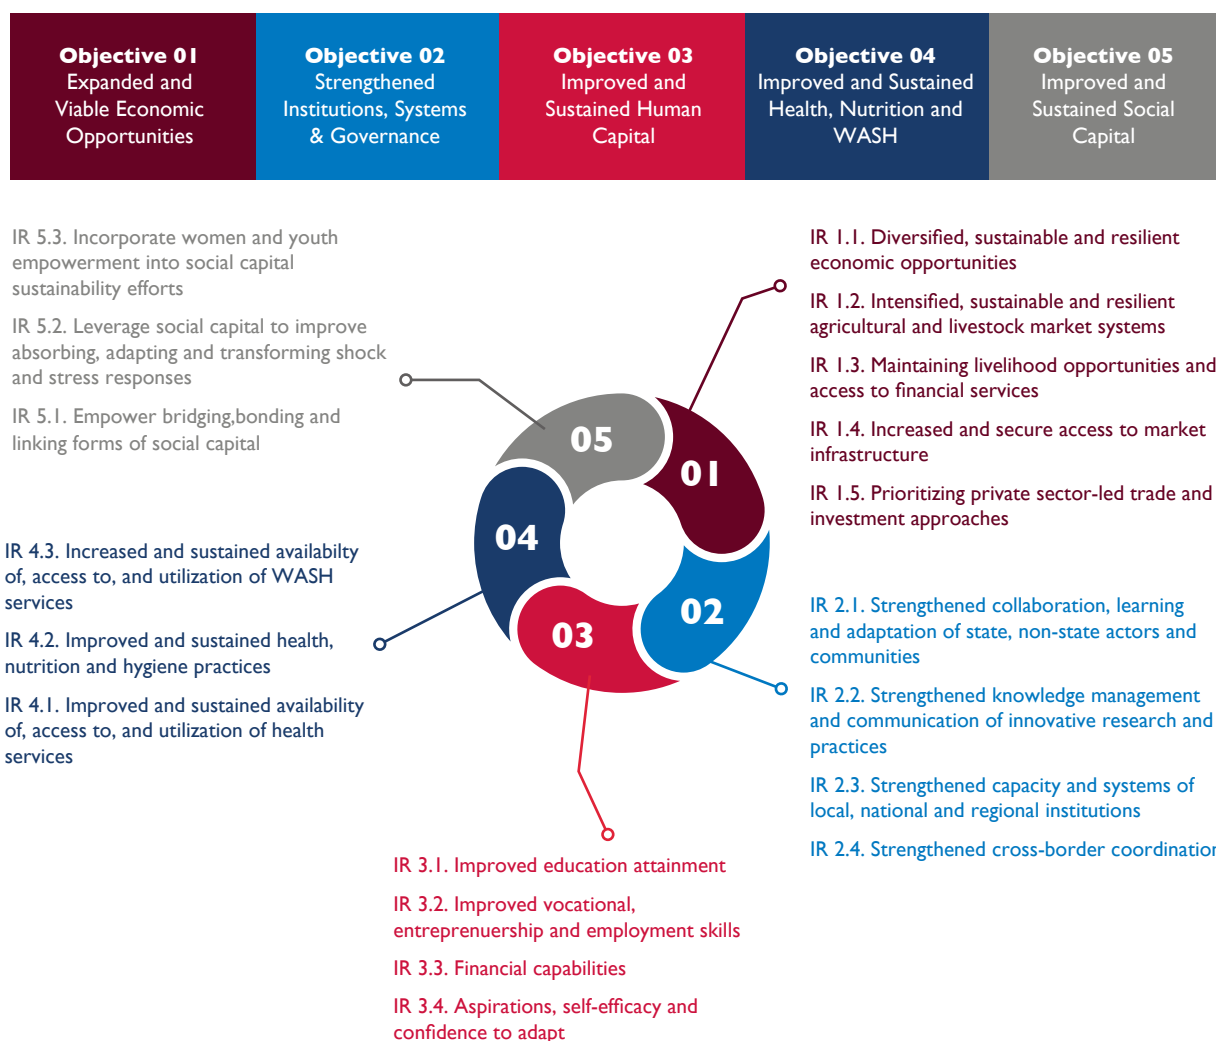 Objective 01
Expanded and
Viable Economic
Opportunities
Objective 02
Strengthened
Institutions, Systems
& Governance
Objective 03
Improved and
Sustained Human
Capital
Objective 04
Improved and Sustained
Health, Nutrition and
WASH
Objective 05
Improved and
Sustained Social
Capital
IR 5.3. Incorporate women and youth
empowerment into social capital
sustainability efforts
IR 5.2. Leverage social capital to improve
absorbing, adapting and transforming shock
and stress responses
IR 5.1. Empower bridging,bonding and
linking forms of social capital
IR 4.3. Increased and sustained availabilty
of, access to, and utilization of WASH
services
IR 4.2. Improved and sustained health,
nutrition and hygiene practices
IR 4.1. Improved and sustained availability
of, access to, and utilization of health
services
05
01
04
02
03
IR 1.1. Diversified, sustainable and resilient
economic opportunities
IR 1.2. Intensified, sustainable and resilient
agricultural and livestock market systems
IR 1.3. Maintaining livelihood opportunities and
access to financial services
IR 1.4. Increased and secure access to market
infrastructure
IR 1.5. Prioritizing private sector-led trade and
investment approaches
IR 2.1. Strengthened collaboration, learning
and adaptation of state, non-state actors and
communities
IR 2.2. Strengthened knowledge management
and communication of innovative research and
practices
IR 2.3. Strengthened capacity and systems of
local, national and regional institutions
IR 2.4. Strengthened cross-border coordination
IR 3.1. Improved education attainment
IR 3.2. Improved vocational,
entreprenuership and employment skills
IR 3.3. Financial capabilities
IR 3.4. Aspirations, self-efficacy and
confidence to adapt